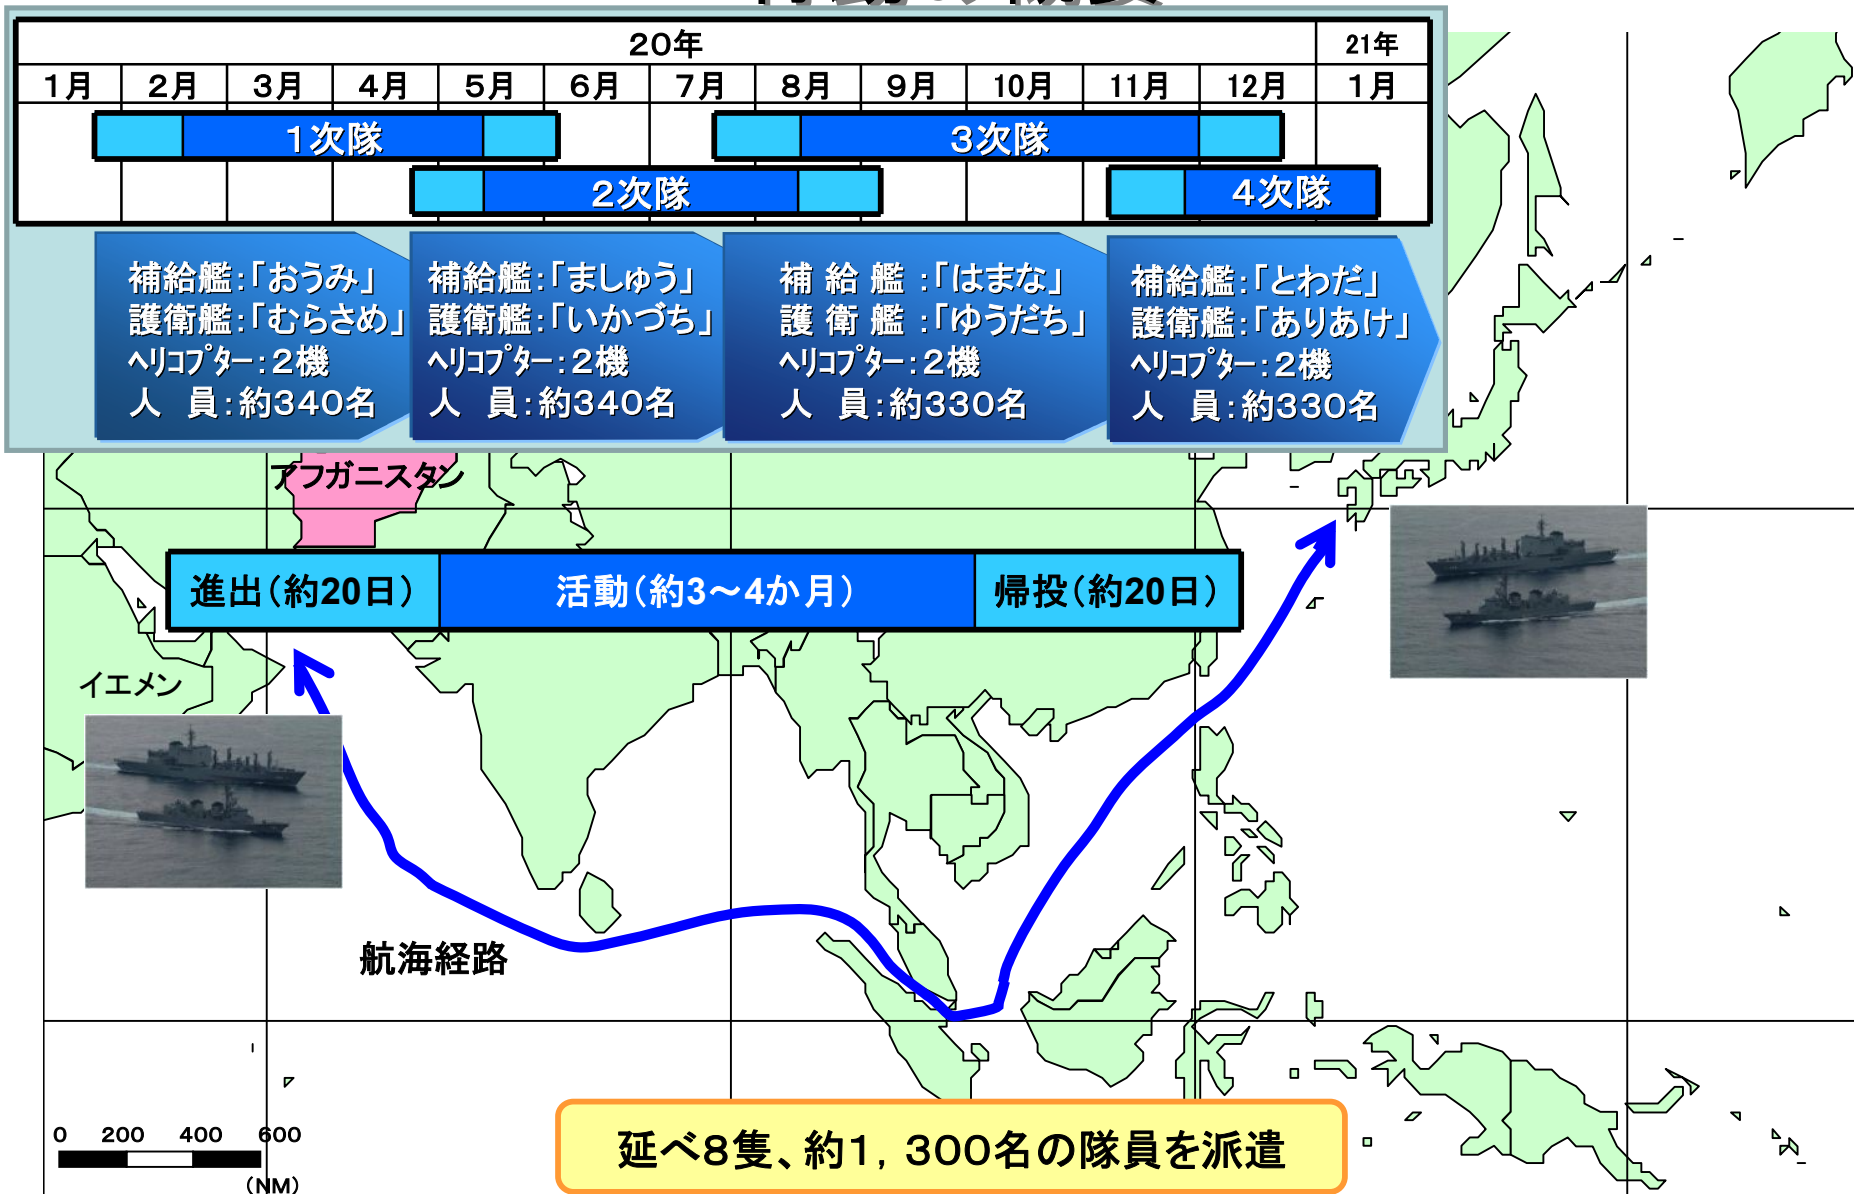 20年 21年
1月 2月 3月 4月 5月 6月 7月 8月 9月 10月 11月 12月 1月
1次隊 3次隊
2次隊 4次隊
補給艦：「おうみ」
護衛艦：「むらさめ」
ﾍﾘｺﾌﾟﾀｰ：２機
人　員：約３４０名
補給艦：「ましゅう」
護衛艦：「いかづち」
ﾍﾘｺﾌﾟﾀｰ：２機
人　員：約３４０名
補 給 艦 ：「はまな」
護 衛 艦 ：「ゆうだち」
ﾍﾘｺﾌﾟﾀｰ：２機
人　員：約３３０名
補給艦：「とわだ」
護衛艦：「ありあけ」
ﾍﾘｺﾌﾟﾀｰ：２機
人　員：約３３０名
アフガニスタン
進出（約20日） 活動（約3～4か月） 帰投（約20日）
イエメン
航海経路
0 200 400 600
（NM）
延べ８隻、約１，３００名の隊員を派遣